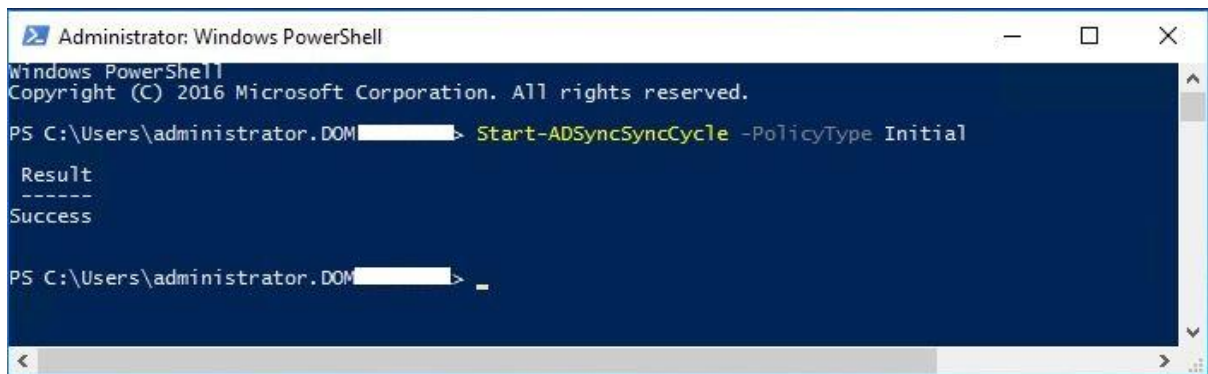 Administrator: Windows PowerShell
Windows PowerShell
Copyright (C) 2016 Microsoft Corporation. All rights reserved.
PS C:\Users\administrator.DOM > Start-ADSyncSyncCycle -PolicyType Initial
Result
------
Success
PS C:\Users\administrator.DOM > _